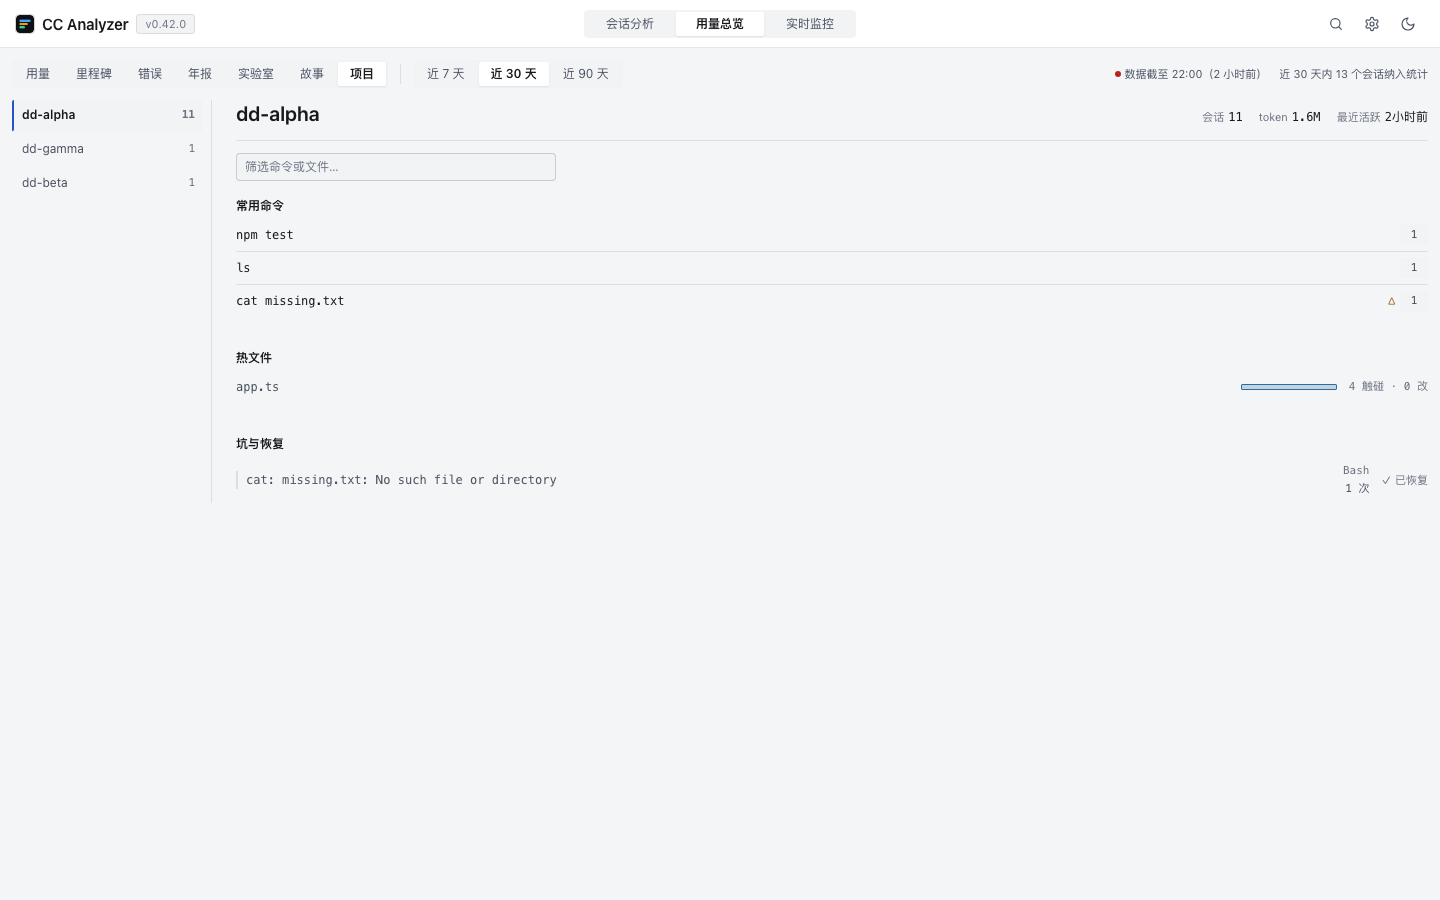 CC Analyzer v0.42.0 会话分析 用量总览 实时监控
用量 里程碑 错误 年报 实验室 故事 项目 近 7 天 近 30 天 近 90 天 数据截至 22:00（2 小时前） 近 30 天内 13 个会话纳入统计
dd-alpha 11
dd-gamma 1
dd-beta 1
dd-alpha 会话 11 token 1.6M 最近活跃 2小时前
筛选命令或文件...
常用命令
npm test 1
ls 1
cat missing.txt △ 1
热文件
app.ts 4 触碰 · 0 改
坑与恢复
cat: missing.txt: No such file or directory Bash 1 次 ✓ 已恢复